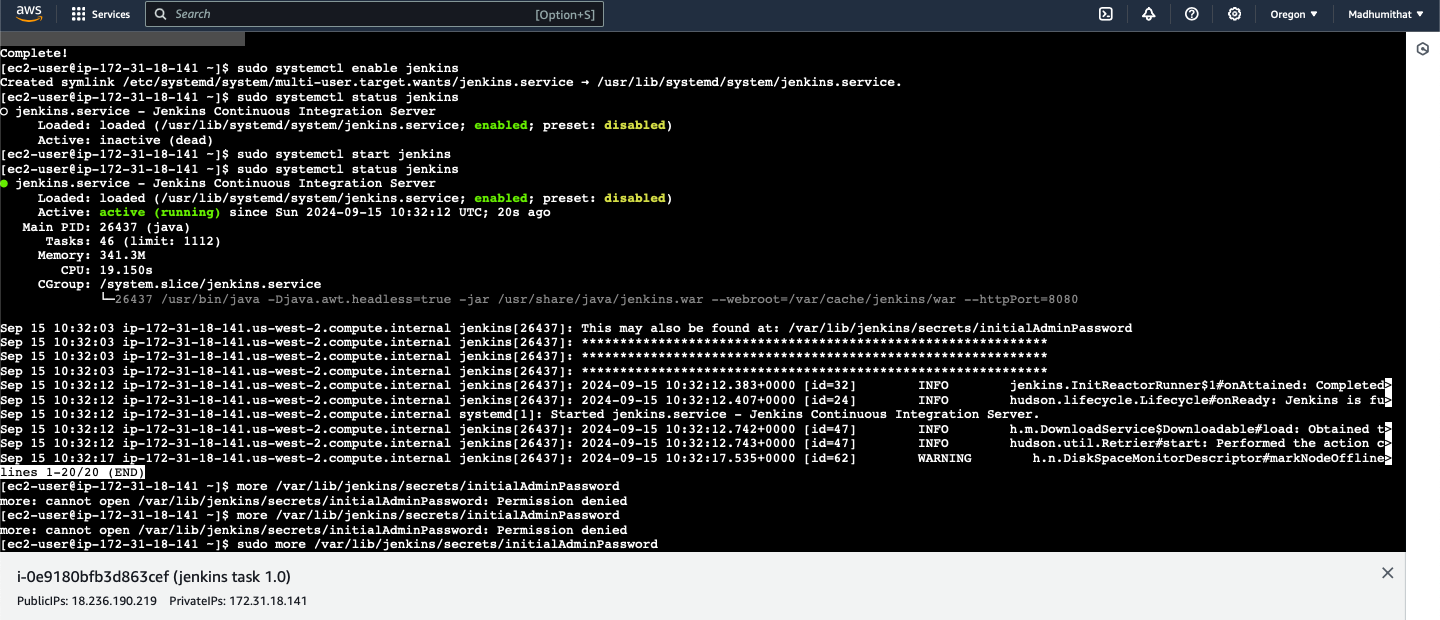 aws Services Search [Option+S] Oregon ▼ Madhumithat ▼
Complete!
[ec2-user@ip-172-31-18-141 ~]$ sudo systemctl enable jenkins
Created symlink /etc/systemd/system/multi-user.target.wants/jenkins.service → /usr/lib/systemd/system/jenkins.service.
[ec2-user@ip-172-31-18-141 ~]$ sudo systemctl status jenkins
○ jenkins.service - Jenkins Continuous Integration Server
     Loaded: loaded (/usr/lib/systemd/system/jenkins.service; enabled; preset: disabled)
     Active: inactive (dead)
[ec2-user@ip-172-31-18-141 ~]$ sudo systemctl start jenkins
[ec2-user@ip-172-31-18-141 ~]$ sudo systemctl status jenkins
● jenkins.service - Jenkins Continuous Integration Server
     Loaded: loaded (/usr/lib/systemd/system/jenkins.service; enabled; preset: disabled)
     Active: active (running) since Sun 2024-09-15 10:32:12 UTC; 20s ago
   Main PID: 26437 (java)
      Tasks: 46 (limit: 1112)
     Memory: 341.3M
        CPU: 19.150s
     CGroup: /system.slice/jenkins.service
             └─26437 /usr/bin/java -Djava.awt.headless=true -jar /usr/share/java/jenkins.war --webroot=/var/cache/jenkins/war --httpPort=8080
Sep 15 10:32:03 ip-172-31-18-141.us-west-2.compute.internal jenkins[26437]: This may also be found at: /var/lib/jenkins/secrets/initialAdminPassword
Sep 15 10:32:03 ip-172-31-18-141.us-west-2.compute.internal jenkins[26437]: *************************************************************
Sep 15 10:32:03 ip-172-31-18-141.us-west-2.compute.internal jenkins[26437]: *************************************************************
Sep 15 10:32:03 ip-172-31-18-141.us-west-2.compute.internal jenkins[26437]: *************************************************************
Sep 15 10:32:12 ip-172-31-18-141.us-west-2.compute.internal jenkins[26437]: 2024-09-15 10:32:12.383+0000 [id=32]        INFO        jenkins.InitReactorRunner$1#onAttained: Completed>
Sep 15 10:32:12 ip-172-31-18-141.us-west-2.compute.internal jenkins[26437]: 2024-09-15 10:32:12.407+0000 [id=24]        INFO        hudson.lifecycle.Lifecycle#onReady: Jenkins is fu>
Sep 15 10:32:12 ip-172-31-18-141.us-west-2.compute.internal systemd[1]: Started jenkins.service - Jenkins Continuous Integration Server.
Sep 15 10:32:12 ip-172-31-18-141.us-west-2.compute.internal jenkins[26437]: 2024-09-15 10:32:12.742+0000 [id=47]        INFO        h.m.DownloadService$Downloadable#load: Obtained t>
Sep 15 10:32:12 ip-172-31-18-141.us-west-2.compute.internal jenkins[26437]: 2024-09-15 10:32:12.743+0000 [id=47]        INFO        hudson.util.Retrier#start: Performed the action c>
Sep 15 10:32:17 ip-172-31-18-141.us-west-2.compute.internal jenkins[26437]: 2024-09-15 10:32:17.535+0000 [id=62]        WARNING        h.n.DiskSpaceMonitorDescriptor#markNodeOffline>
lines 1-20/20 (END)
[ec2-user@ip-172-31-18-141 ~]$ more /var/lib/jenkins/secrets/initialAdminPassword
more: cannot open /var/lib/jenkins/secrets/initialAdminPassword: Permission denied
[ec2-user@ip-172-31-18-141 ~]$ more /var/lib/jenkins/secrets/initialAdminPassword
more: cannot open /var/lib/jenkins/secrets/initialAdminPassword: Permission denied
[ec2-user@ip-172-31-18-141 ~]$ sudo more /var/lib/jenkins/secrets/initialAdminPassword
i-0e9180bfb3d863cef (jenkins task 1.0)
PublicIPs: 18.236.190.219 PrivateIPs: 172.31.18.141